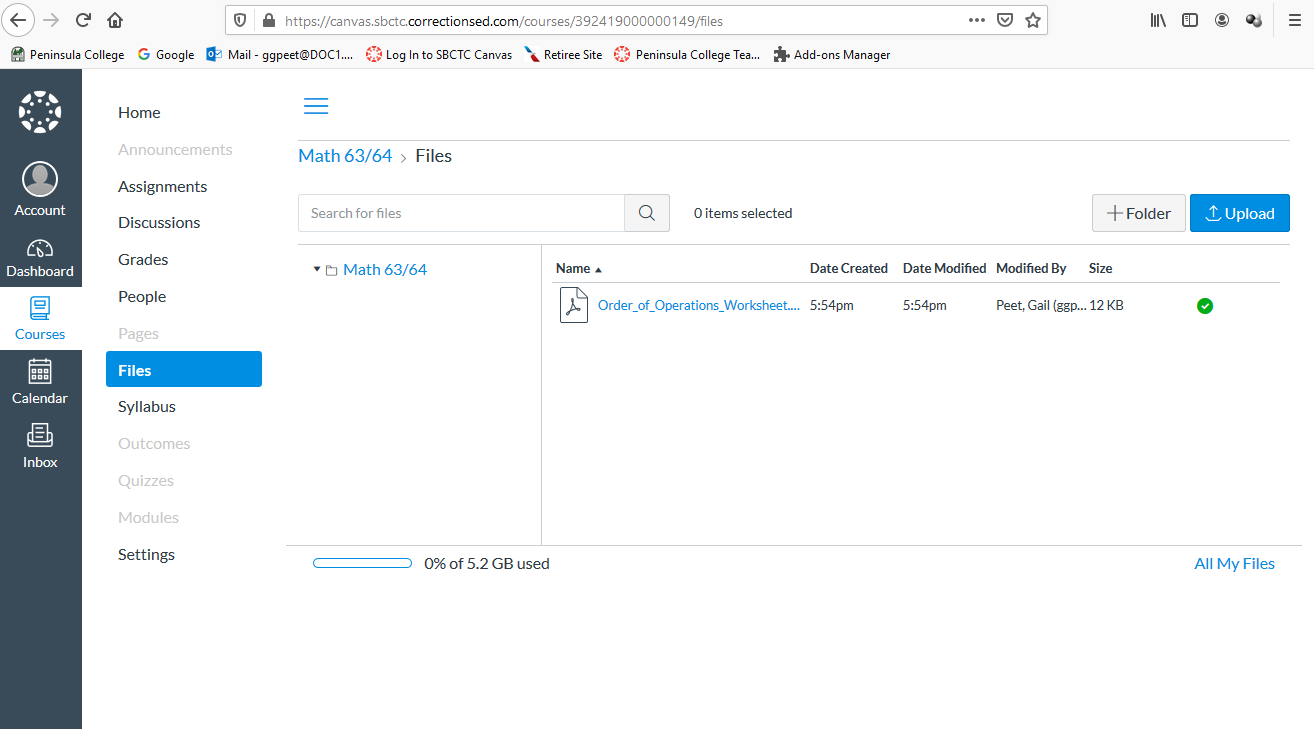 https://canvas.sbctc.correctionsed.com/courses/392419000000149/files
Peninsula College Google Mail - ggpeet@DOC1.... Log In to SBCTC Canvas Retiree Site Peninsula College Tea... Add-ons Manager
Account
Dashboard
Courses
Calendar
Inbox
Home
Announcements
Assignments
Discussions
Grades
People
Pages
Files
Syllabus
Outcomes
Quizzes
Modules
Settings
Math 63/64 › Files
Search for files
0 items selected
Folder
Upload
Math 63/64
Name Date Created Date Modified Modified By Size
Order_of_Operations_Worksheet.... 5:54pm 5:54pm Peet, Gail (ggp... 12 KB
0% of 5.2 GB used
All My Files